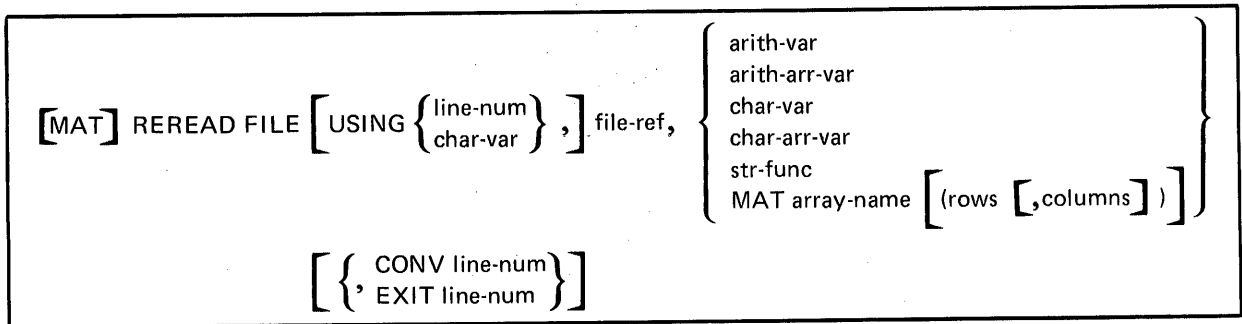 [MAT] REREAD FILE [USING {line-num
char-var} ,] file-ref, {arith-var
arith-arr-var
char-var
char-arr-var
str-func
MAT array-name [(rows [,columns] )]}
[{, CONV line-num
EXIT line-num}]